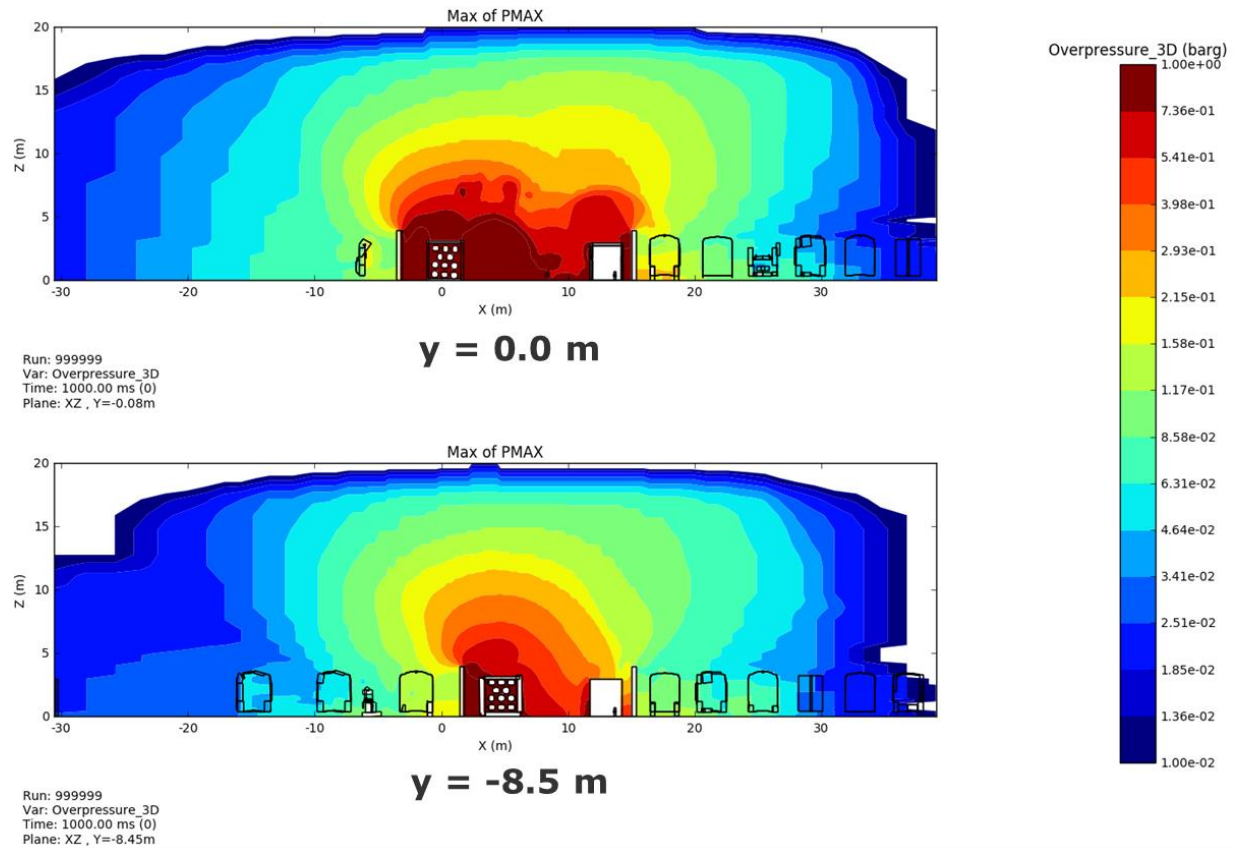 Max of PMAX
20
15
10
5
0
Z (m)
-30 -20 -10 0 10 20 30
X (m)
y = 0.0 m
Run: 999999
Var: Overpressure_3D
Time: 1000.00 ms (0)
Plane: XZ , Y=-0.08m
Max of PMAX
20
15
10
5
0
Z (m)
-30 -20 -10 0 10 20 30
X (m)
y = -8.5 m
Run: 999999
Var: Overpressure_3D
Time: 1000.00 ms (0)
Plane: XZ , Y=-8.45m
Overpressure_3D (barg)
1.00e+00
7.36e-01
5.41e-01
3.98e-01
2.93e-01
2.15e-01
1.58e-01
1.17e-01
8.58e-02
6.31e-02
4.64e-02
3.41e-02
2.51e-02
1.85e-02
1.36e-02
1.00e-02